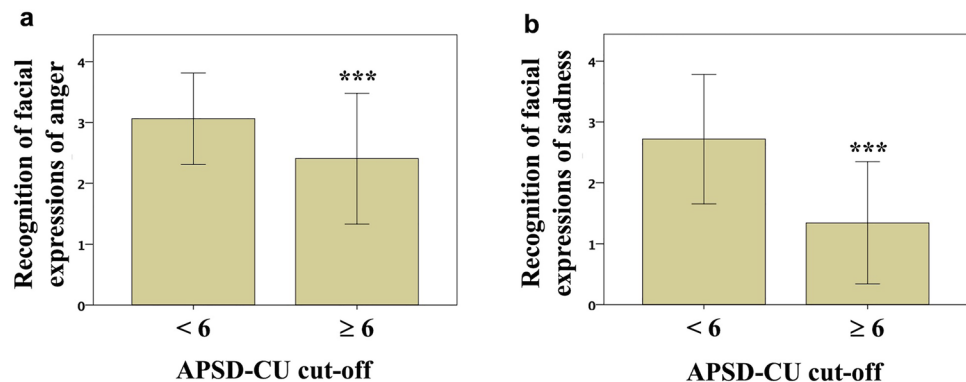 a
Recognition of facial
expressions of anger
4
3
2
1
0
***
< 6
≥ 6
APSD-CU cut-off
b
Recognition of facial
expressions of sadness
4
3
2
1
0
***
< 6
≥ 6
APSD-CU cut-off